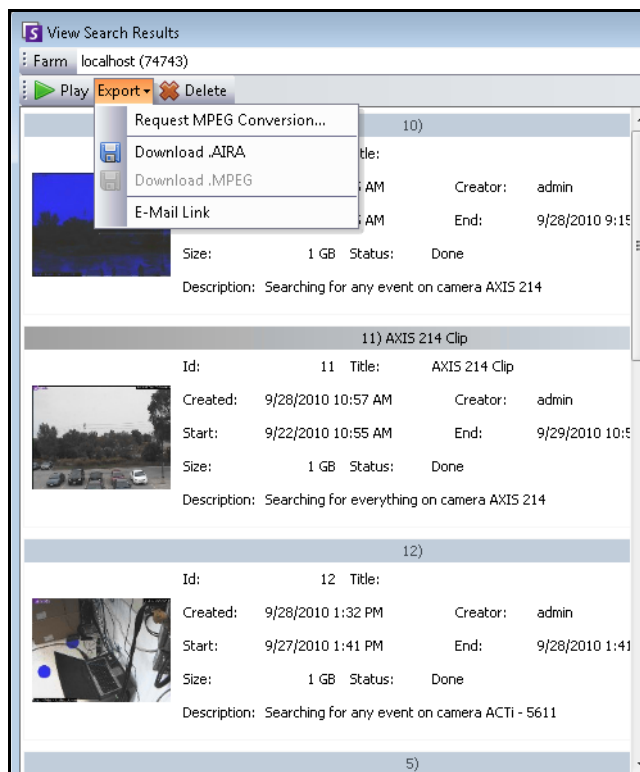 View Search Results
Farm localhost (74743)
Play Export Delete
Request MPEG Conversion...
Download .AIRA
Download .MPEG
E-Mail Link
10)
tle:
AM Creator: admin
AM End: 9/28/2010 9:15
Size: 1 GB Status: Done
Description: Searching for any event on camera AXIS 214
11) AXIS 214 Clip
Id: 11 Title: AXIS 214 Clip
Created: 9/28/2010 10:57 AM Creator: admin
Start: 9/22/2010 10:55 AM End: 9/29/2010 10:5
Size: 1 GB Status: Done
Description: Searching for everything on camera AXIS 214
12)
Id: 12 Title:
Created: 9/28/2010 1:32 PM Creator: admin
Start: 9/27/2010 1:41 PM End: 9/28/2010 1:41
Size: 1 GB Status: Done
Description: Searching for any event on camera ACTi - 5611
5)